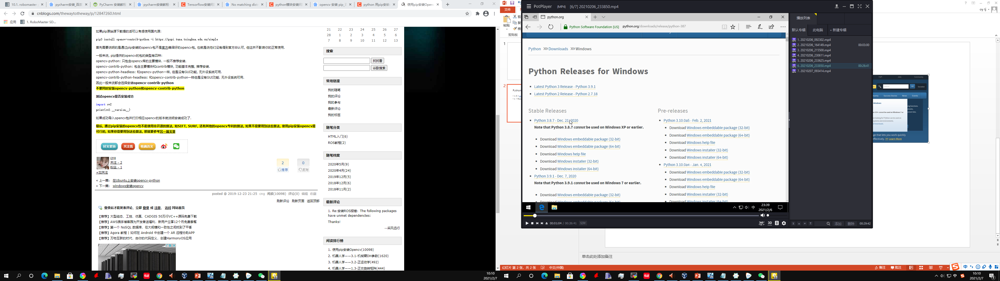 10.1. robomaster
pycharm安装_百度
PyCharm 安装教程
pycharm安装教程
Tensorflow安装问
No matching dist
python模块安装问
opencv 安装 pip_百
python 用pip安装
使用pip安装Openc
cnblogs.com/thewaytotheway/p/12847260.html
应用
1. RoboMaster SD...
如果pip原始源下载慢的话可以考虑使用国内源:
pip3 install opencv-contrib-python -i https://pypi.tuna.tsinghua.edu.cn/simple
首先需要说明的是通过pip安装的opencv包不是官方编译好的opencv包, 也就是说他们没有得到官方非认可, 但这并不影响你的正常使用.
一般来说, pip提供的opencv的包的类型有四种:
opencv-python: 只包含opencv库的主要模块. 一般不推荐安装.
opencv-contrib-python: 包含主要模块和contrib模块, 功能基本完整, 推荐安装.
opencv-python-headless: 和opencv-python一样, 但是没有GUI功能, 无外设系统可用.
opencv-contrib-python-headless: 和opencv-contrib-python一样但是没有GUI功能. 无外设系统可用.
因此一般来说都会选择安装opencv-contrib-python
不要同时安装opencv-python和opencv-contrib-python
测试opencv是否安装成功
import cv2
print(cv2.__version__)
如果成功导入opencv包并打印相应opencv的版本就说明安装成功了.
最后, 通过pip安装的opencv包不能使用非开源的算法, 如SIFT, SURF, 还有其他的opencv专利的算法, 如果不需要用到这些算法, 使用pip安装opencv是
可行的, 如果你需要用到这些算法, 那就要参考另一篇文章
好文要顶 关注我 收藏该文
cng
关注 - 2
粉丝 - 1
+加关注
2 0
推荐 反对
« 上一篇: 在Ubuntu上安装opencv-python
» 下一篇: windows安装opencv
posted @ 2019-12-23 21:25 cng 阅读(10098) 评论(0) 编辑 收藏
刷新评论 刷新页面 返回顶部
登录后才能发表评论, 立即 登录 或 注册, 访问 网站首页
【推荐】大型组态、工控、仿真、CADGIS 50万行VC++源码免费下载
【推荐】AWS携手博客园为开发者送福利, 新用户立享12个月免费套餐
【推荐】第一个 NoSQL 数据库, 在大规模和一致性之间找到了平衡
【推荐】Agora 教程 | 如何在 Android 中创建一个 AR 远程协助APP
【推荐】万物互联的时代, 由你的代码定义, 创建HarmonyOS应用
广告
21 22 23 24 25 26 27
28 1 2 3 4 5 6
7 8 9 10 11 12 13
搜索
找找看
谷歌搜索
常用链接
我的随笔
我的评论
我的参与
最新评论
我的标签
随笔分类
HTML入门(6)
ROS教程(2)
随笔档案
2020年5月(9)
2020年4月(24)
2019年12月(5)
2018年12月(6)
2018年11月(2)
最新评论
1. Re:安装ROS报错: The following packages
have unmet dependenctes:
Thanks!
--采风远行
阅读排行榜
1. 使用pip安装Opencv(10098)
2. 机器人学——3.1-机械臂DH参数(1620)
3. 机器人学——3.2-正运动学(492)
4. 机器人学——1.3-正交旋转矩阵(444)
10:10
2021/2/7
文件
粘贴
剪贴板
oy tj
1
2
Python
PotPlayer (MP4) [6/7] 20210206_233850.mp4
python.org
Python Software Foundation [US] python.org/downloads/release/python-387
Python >>> Downloads >>> Windows
Python Releases for Windows
Latest Python 3 Release - Python 3.9.1
Latest Python 2 Release - Python 2.7.18
Stable Releases
Python 3.8.7 - Dec. 21, 2020
Note that Python 3.8.7 cannot be used on Windows XP or earlier.
Download Windows embeddable package (32-bit)
Download Windows embeddable package (64-bit)
Download Windows help file
Download Windows installer (32-bit)
Download Windows installer (64-bit)
Python 3.9.1 - Dec. 7, 2020
Note that Python 3.9.1 cannot be used on Windows 7 or earlier.
Download Windows embeddable package (32-bit)
Download Windows embeddable package (64-bit)
Pre-releases
Python 3.10.0a5 - Feb. 2, 2021
Download Windows embeddable package (32-bit)
Download Windows embeddable package (64-bit)
Download Windows help file
Download Windows installer (32-bit)
Download Windows installer (64-bit)
Python 3.10.0a4 - Jan. 4, 2021
Download Windows embeddable package (32-bit)
Download Windows embeddable package (64-bit)
Download Windows help file
Download Windows installer (32-bit)
Download Windows installer (64-bit)
中
23:39
2021/2/6
00:01:04 / 00:26:41 S/W
360° 3D
播放列表
默认专辑 此电脑 + 新建专辑
1. 20210206_092302.mp4
2. 20210206_164149.mp4 00:03:00
3. 20210206_215500.mp4
4. 20210206_230611.mp4
5. 20210206_233625.mp4
6. 20210206_233850.mp4 00:26:41
7. 20210207_093414.mp4
添加 删除 00:29:42
PyPI Jobs Community
Socialize
Success Stories News Events
Learn More
单击此处添加备注
幻灯片 第 2 张, 共 2 张 中文(中国)
备注 批注
中
10:10
2021/2/7